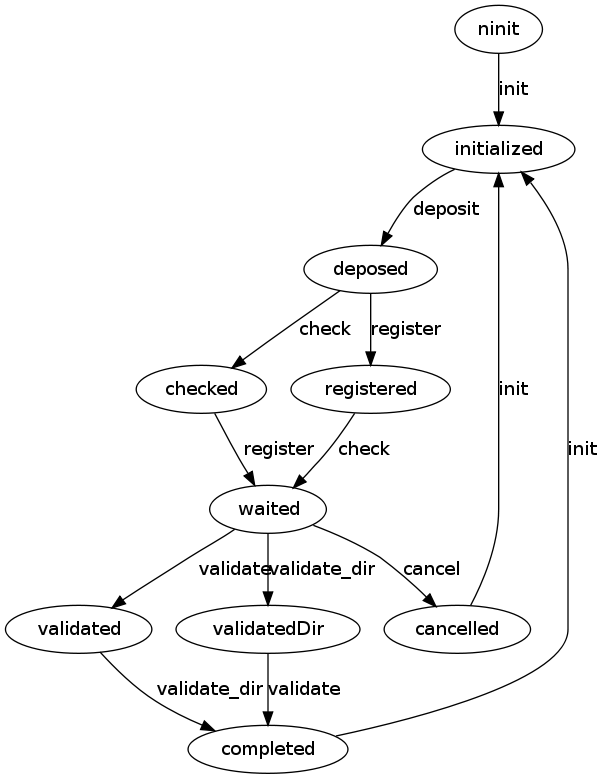 ninit
init
initialized
deposit
deposed
check
register
checked
registered
register
check
waited
validate
validate_dir
cancel
validated
validatedDir
cancelled
init
init
validate_dir
validate
completed